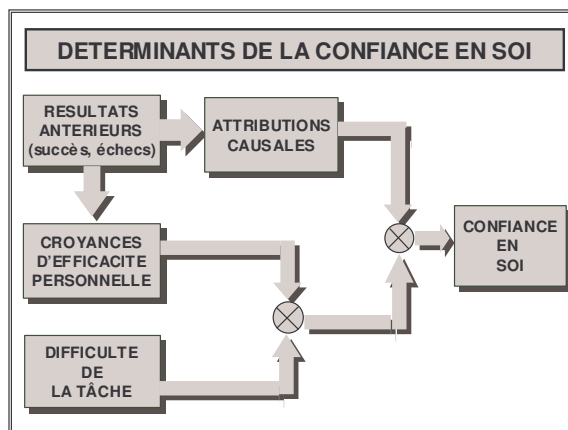 DETERMINANTS DE LA CONFIANCE EN SOI
RESULTATS
ANTERIEURS
(succès, échecs)
ATTRIBUTIONS
CAUSALES
CROYANCES
D'EFFICACITE
PERSONNELLE
CONFIANCE
EN
SOI
DIFFICULTE
DE
LA TÂCHE